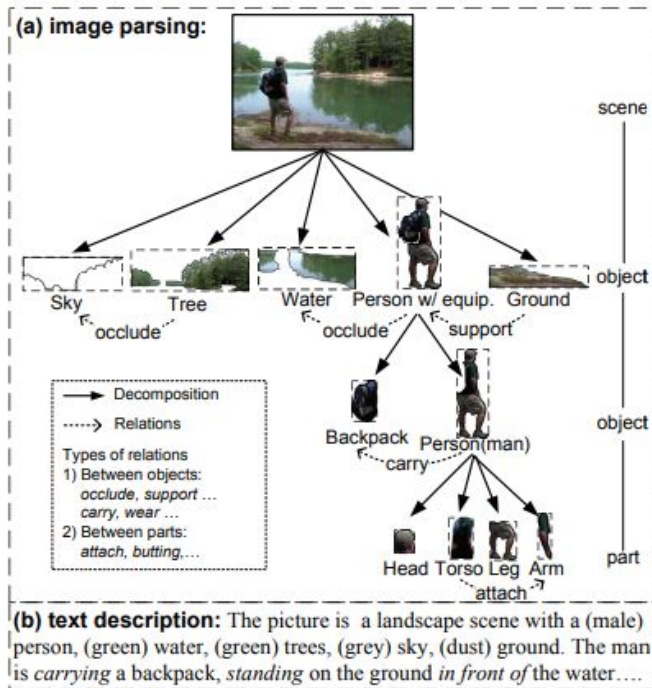 (a) image parsing:
scene
Sky
Tree
Water
Person w/ equip.
Ground
object
occlude
occlude
support
Decomposition
Relations
Types of relations
1) Between objects:
occlude, support ...
carry, wear ...
2) Between parts:
attach, butting,...
Backpack
Person(man)
object
carry
Head
Torso
Leg
Arm
part
attach
(b) text description: The picture is a landscape scene with a (male)
person, (green) water, (green) trees, (grey) sky, (dust) ground. The man
is carrying a backpack, standing on the ground in front of the water....